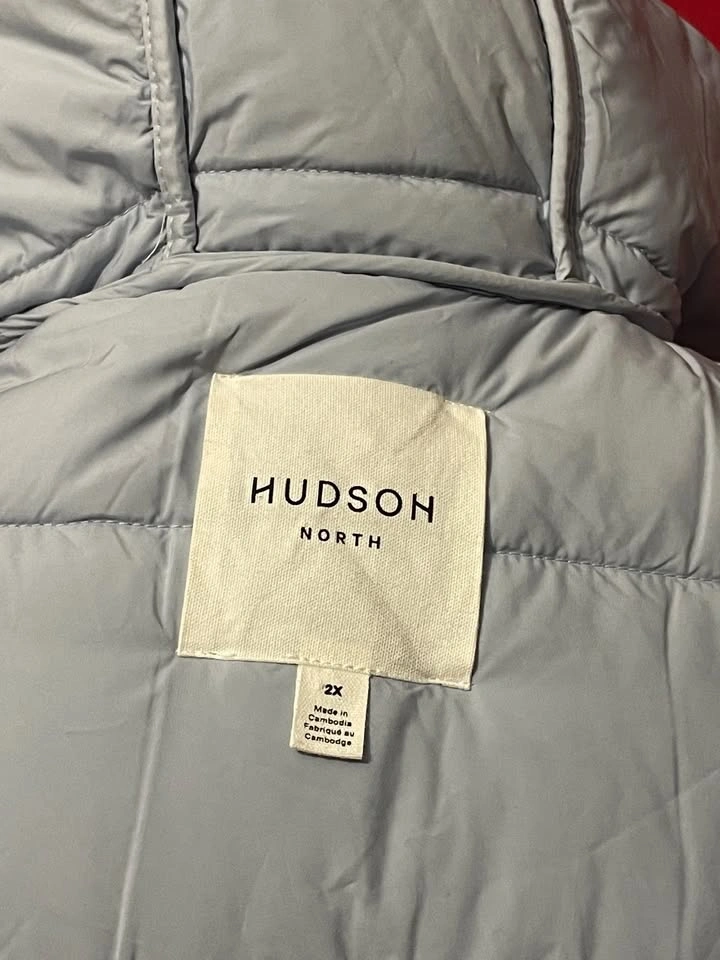 HUDSON
NORTH
2X
Made in
Cambodia
Fabriqué au
Cambodge